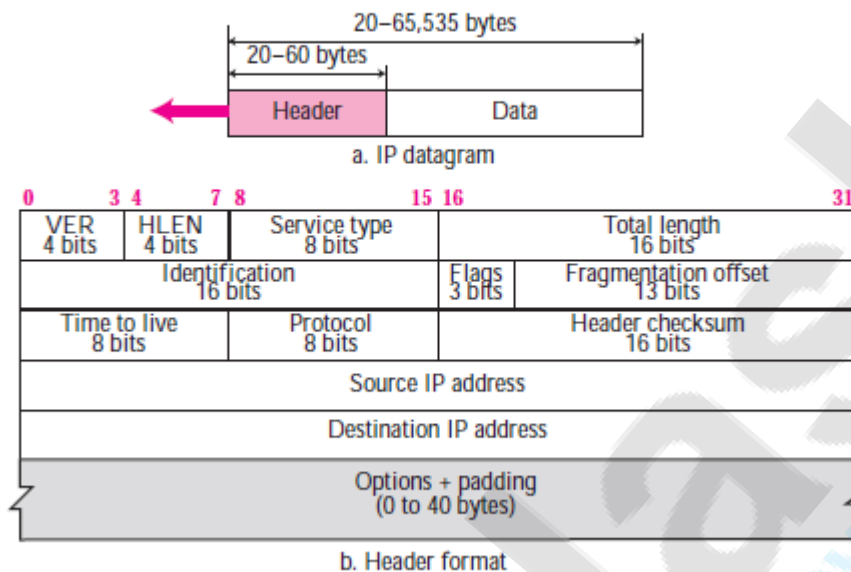 20–65,535 bytes
20–60 bytes
Header Data
a. IP datagram
0 3 4 7 8 15 16 31
VER HLEN Service type Total length
4 bits 4 bits 8 bits 16 bits
Identification Flags Fragmentation offset
16 bits 3 bits 13 bits
Time to live Protocol Header checksum
8 bits 8 bits 16 bits
Source IP address
Destination IP address
Options + padding
(0 to 40 bytes)
b. Header format